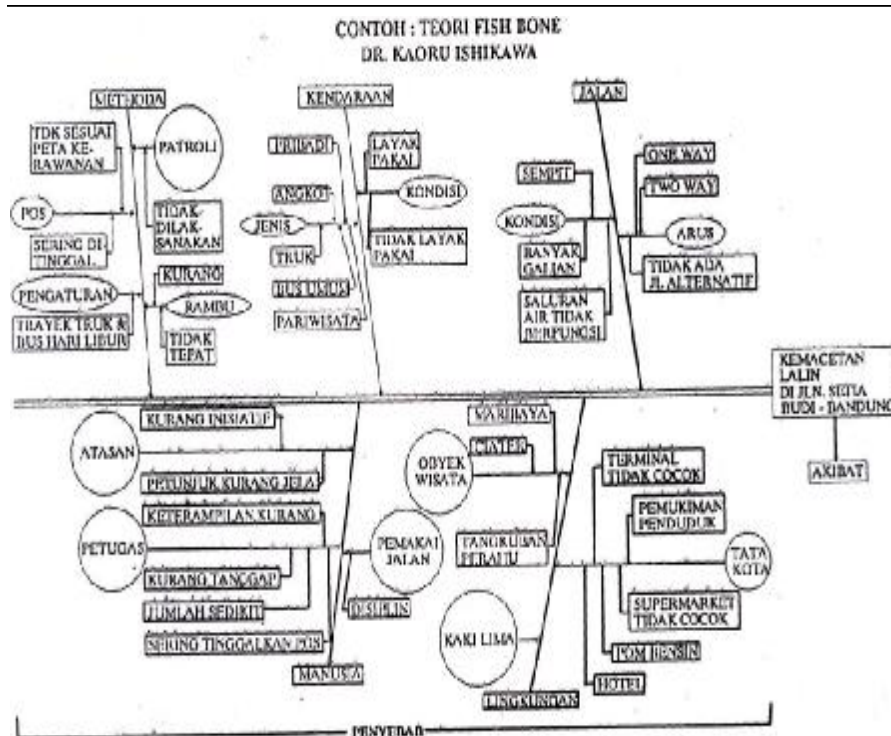 CONTOH : TEORI FISH BONE
DR. KAORU ISHIKAWA
METHODA
TDK SESUAI
PETA KE-
RAWANAN
PATROLI
POS
TIDAK
DILAK-
SANAKAN
SERING DI
TINGGAL
PENGATURAN
KURANG
RAMBU
TRAYEK TRUK &
BUS HARI LIBUR
TIDAK
TEPAT
KENDARAAN
PRIBADI
LAYAK
PAKAI
ANGKOT
KONDISI
JENIS
TRUK
TIDAK LAYAK
PAKAI
BUS UMUM
PARIWISATA
JALAN
ONE WAY
SEMPIT
TWO WAY
KONDISI
ARUS
BANYAK
GALIAN
TIDAK ADA
JL. ALTERNATIF
SALURAN
AIR TIDAK
BERFUNGSI
KEMACETAN
LALIN
DI JLN. SETIA
BUDI - BANDUNG
AKIBAT
KURANG INISIATIF
ATASAN
PETUNJUK KURANG JELA
KETERAMPILAN KURANG
PETUGAS
PEMAKAI
JALAN
KURANG TANGGAP
JUMLAH SEDIKIT
DISIPLIN
SERING TINGGALKAN POS
MANUSIA
MARIBAYA
CIATER
OBYEK
WISATA
TERMINAL
TIDAK COCOK
PEMUKIMAN
PENDUDUK
TANGKUBAN
PERAHU
TATA
KOTA
SUPERMARKET
TIDAK COCOK
KAKI LIMA
POM BENSIN
HOTEL
LINGKUNGAN
PENYEBAB